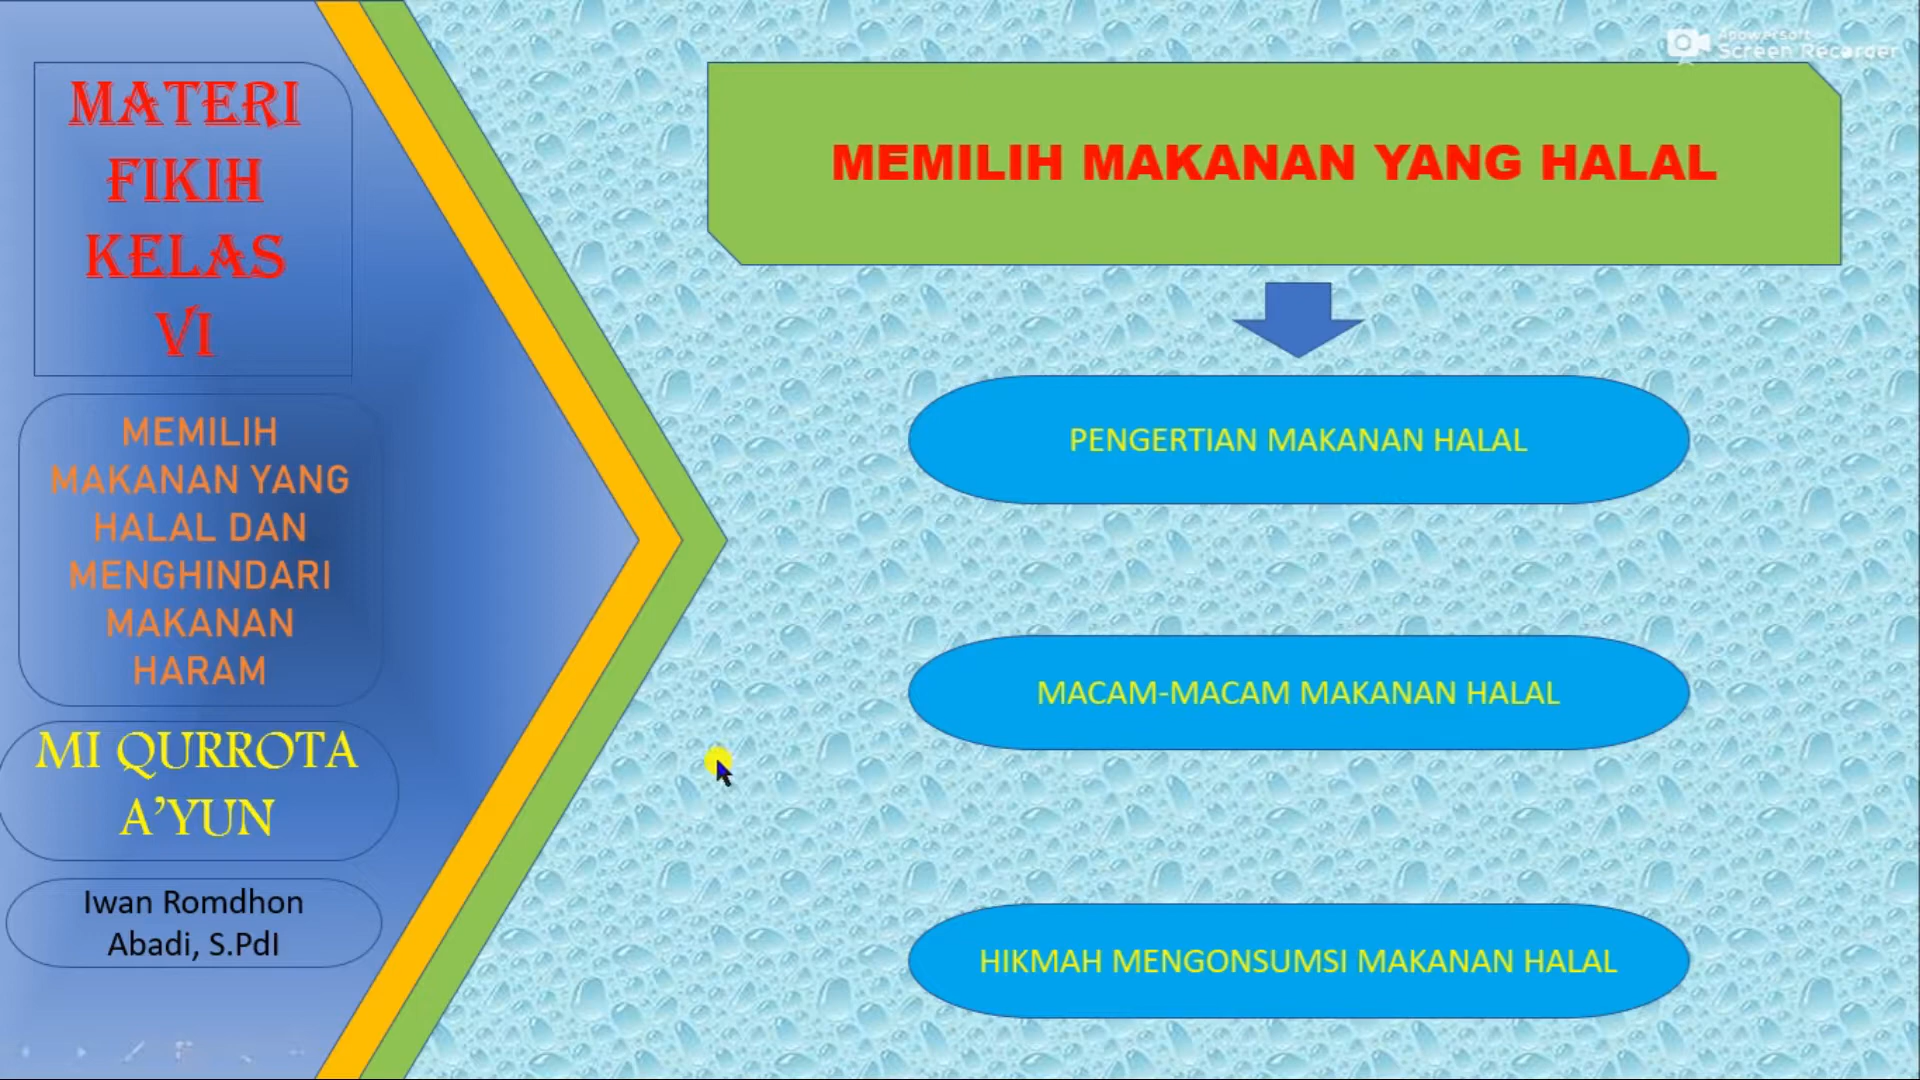 MATERI
FIKIH
KELAS
VI
MEMILIH
MAKANAN YANG
HALAL DAN
MENGHINDARI
MAKANAN
HARAM
MI QURROTA
A’YUN
Iwan Romdhon
Abadi, S.PdI
Apowersoft
Screen Recorder
MEMILIH MAKANAN YANG HALAL
PENGERTIAN MAKANAN HALAL
MACAM-MACAM MAKANAN HALAL
HIKMAH MENGONSUMSI MAKANAN HALAL